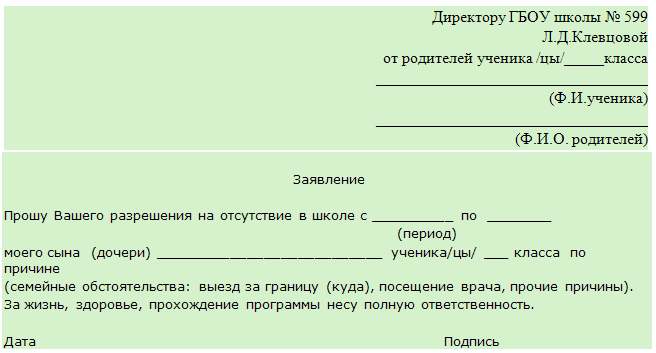 Директору ГБОУ школы № 599
Л.Д.Клевцовой
от родителей ученика /цы/_____класса
__________________________________
(Ф.И.ученика)
__________________________________
(Ф.И.О. родителей)
Заявление
Прошу Вашего разрешения на отсутствие в школе с __________ по ________
(период)
моего сына (дочери) ____________________________ ученика/цы/ ___ класса по
причине
(семейные обстоятельства: выезд за границу (куда), посещение врача, прочие причины).
За жизнь, здоровье, прохождение программы несу полную ответственность.
Дата Подпись